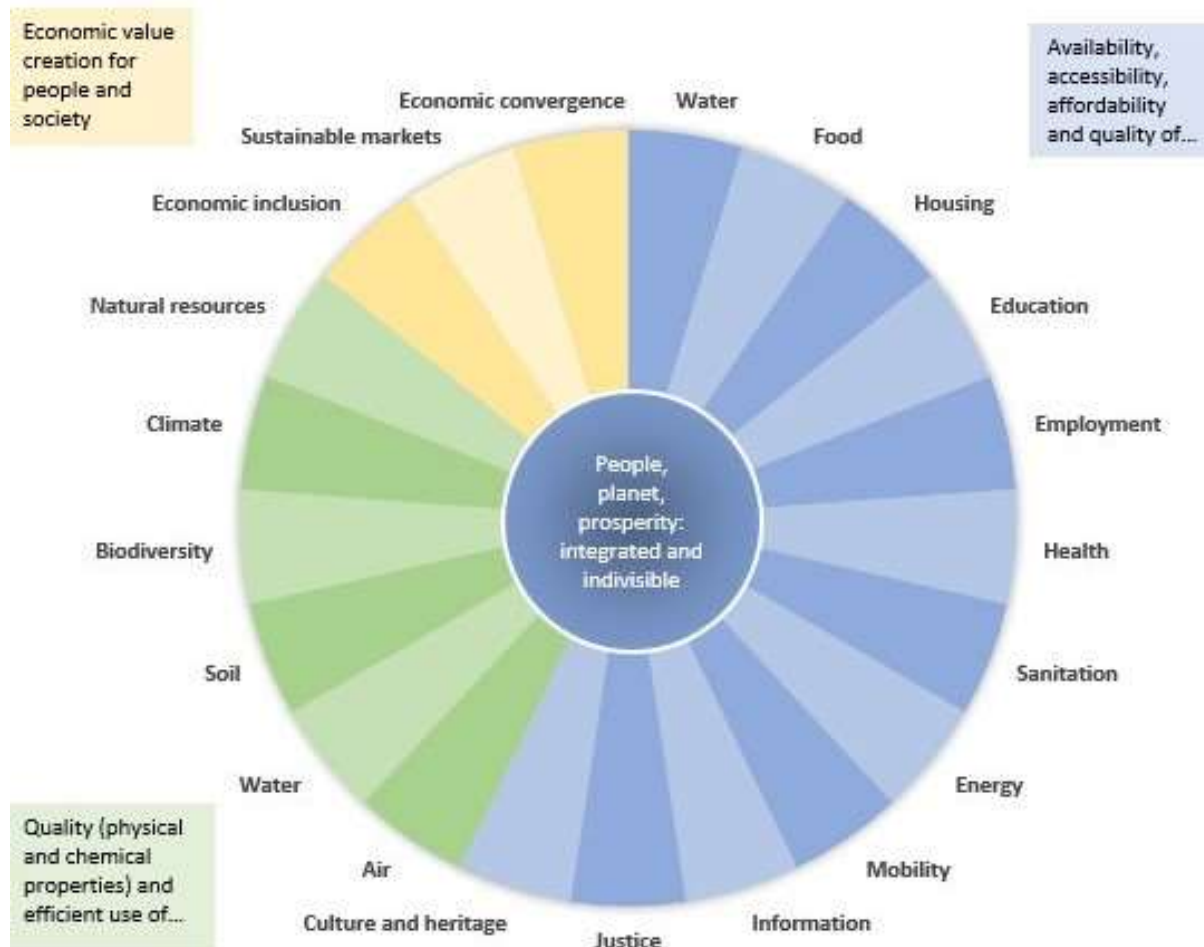 Economic value
creation for
people and
society
Availability,
accessibility,
affordability
and quality of...
Economic convergence
Water
Sustainable markets
Food
Economic inclusion
Housing
Natural resources
Education
Climate
Employment
People,
planet,
prosperity:
integrated and
indivisible
Biodiversity
Health
Soil
Sanitation
Water
Energy
Quality (physical
and chemical
properties) and
efficient use of...
Air
Mobility
Culture and heritage
Information
Justice